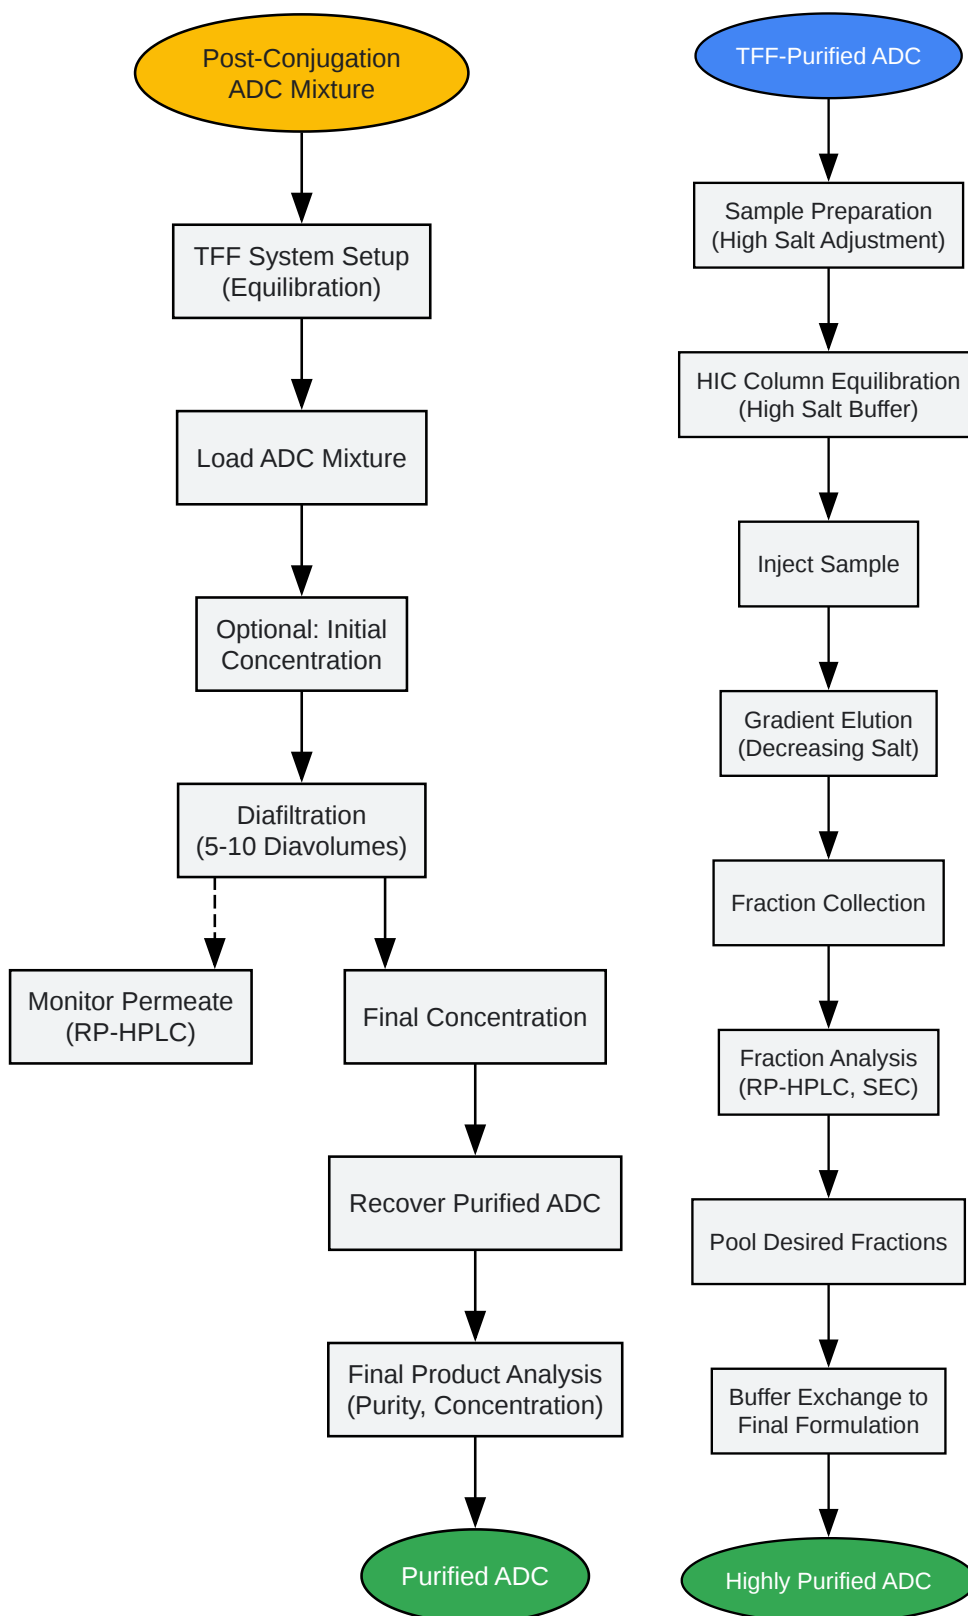 Post-Conjugation
ADC Mixture
TFF System Setup
(Equilibration)
Load ADC Mixture
Optional: Initial
Concentration
Diafiltration
(5-10 Diavolumes)
Monitor Permeate
(RP-HPLC)
Final Concentration
Recover Purified ADC
Final Product Analysis
(Purity, Concentration)
Purified ADC
TFF-Purified ADC
Sample Preparation
(High Salt Adjustment)
HIC Column Equilibration
(High Salt Buffer)
Inject Sample
Gradient Elution
(Decreasing Salt)
Fraction Collection
Fraction Analysis
(RP-HPLC, SEC)
Pool Desired Fractions
Buffer Exchange to
Final Formulation
Highly Purified ADC